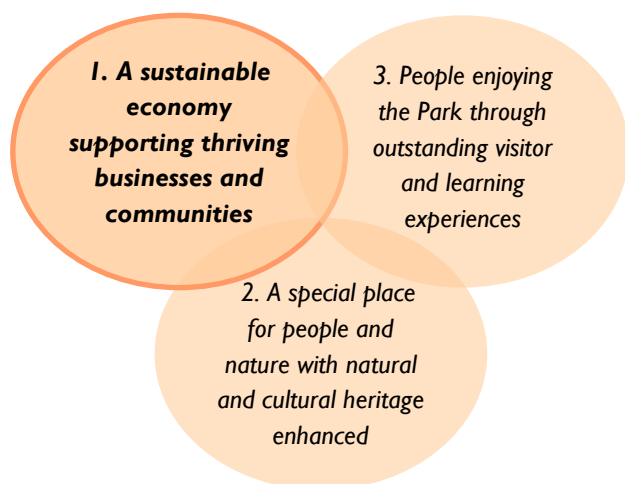 1. A sustainable
economy
supporting thriving
businesses and
communities
3. People enjoying
the Park through
outstanding visitor
and learning
experiences
2. A special place
for people and
nature with natural
and cultural heritage
enhanced